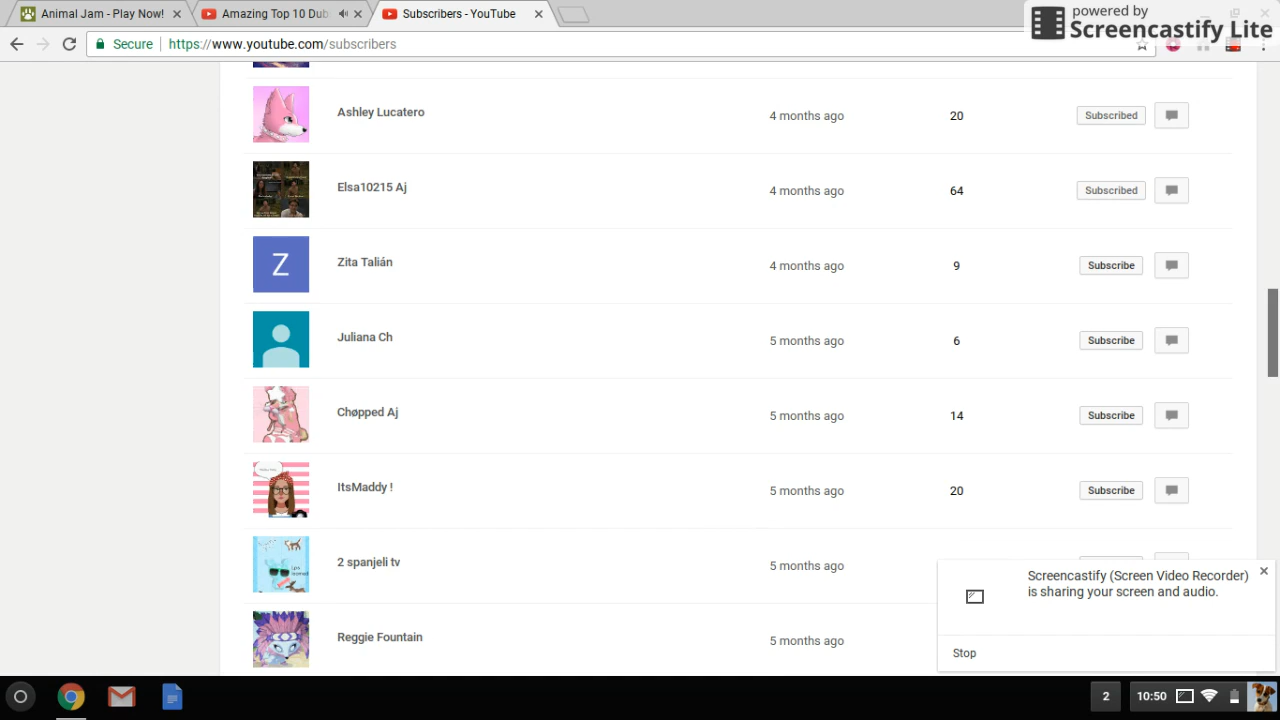 Animal Jam - Play Now!
Amazing Top 10 Dub
Subscribers - YouTube
powered by
Screencastify Lite
Secure
https://www.youtube.com/subscribers
Ashley Lucatero 4 months ago 20 Subscribed
Elsa10215 Aj 4 months ago 64 Subscribed
Z
Zita Talián 4 months ago 9 Subscribe
Juliana Ch 5 months ago 6 Subscribe
Chøpped Aj 5 months ago 14 Subscribe
ItsMaddy ! 5 months ago 20 Subscribe
2 spanjeli tv 5 months ago
Reggie Fountain 5 months ago
Screencastify (Screen Video Recorder)
is sharing your screen and audio.
Stop
2 10:50